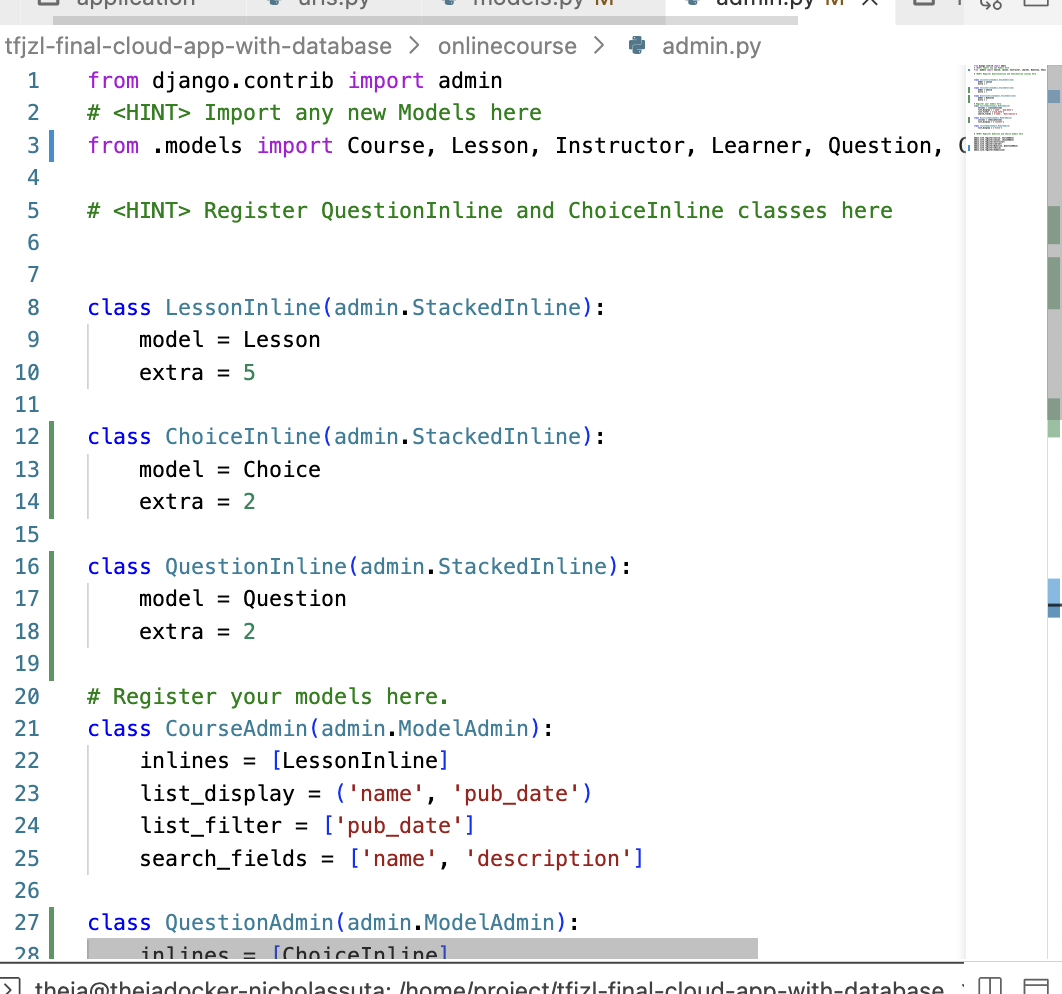 application urls.py models.py M admin.py M
tfjzl-final-cloud-app-with-database > onlinecourse > admin.py
1 from django.contrib import admin
2 # <HINT> Import any new Models here
3 from .models import Course, Lesson, Instructor, Learner, Question,
4
5 # <HINT> Register QuestionInline and ChoiceInline classes here
6
7
8 class LessonInline(admin.StackedInline):
9 model = Lesson
10 extra = 5
11
12 class ChoiceInline(admin.StackedInline):
13 model = Choice
14 extra = 2
15
16 class QuestionInline(admin.StackedInline):
17 model = Question
18 extra = 2
19
20 # Register your models here.
21 class CourseAdmin(admin.ModelAdmin):
22 inlines = [LessonInline]
23 list_display = ('name', 'pub_date')
24 list_filter = ['pub_date']
25 search_fields = ['name', 'description']
26
27 class QuestionAdmin(admin.ModelAdmin):
28 inlines = [ChoiceInline]
theia@theiadocker-nicholassuta: /home/project/tfjzl-final-cloud-app-with-database